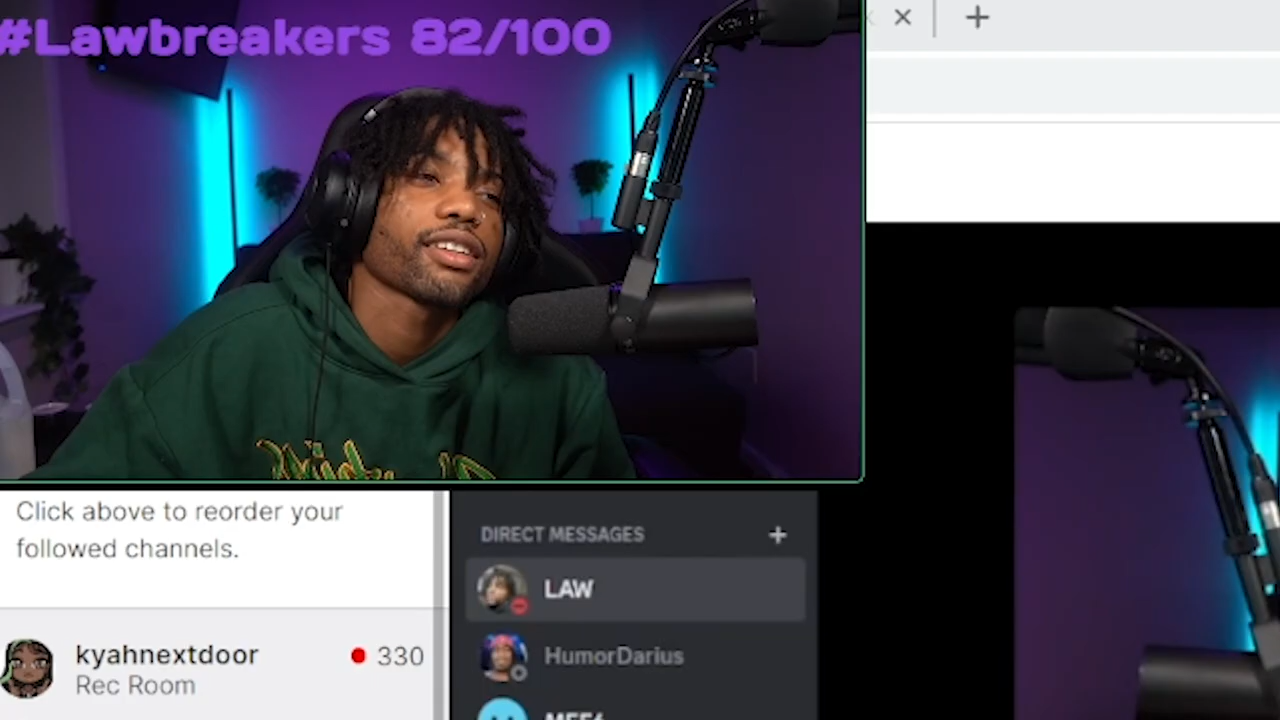 #Lawbreakers 82/100
Click above to reorder your
followed channels.
kyahnextdoor
330
Rec Room
DIRECT MESSAGES
LAW
HumorDarius